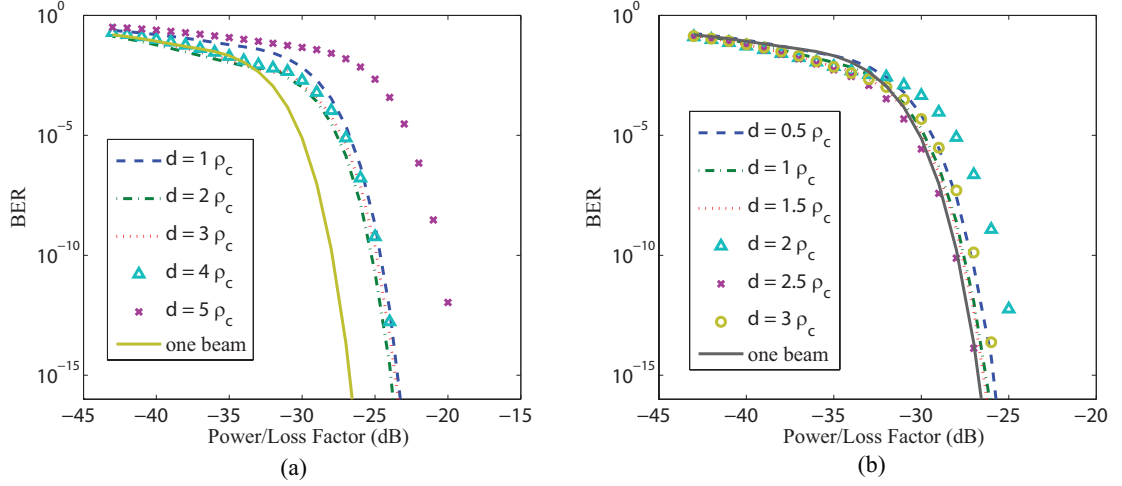 10^0
10^-5
10^-10
10^-15
BER
d = 1 ρ_c
d = 2 ρ_c
d = 3 ρ_c
d = 4 ρ_c
d = 5 ρ_c
one beam
−45 −40 −35 −30 −25 −20 −15
Power/Loss Factor (dB)
(a)
10^0
10^-5
10^-10
10^-15
BER
d = 0.5 ρ_c
d = 1 ρ_c
d = 1.5 ρ_c
d = 2 ρ_c
d = 2.5 ρ_c
d = 3 ρ_c
one beam
−45 −40 −35 −30 −25 −20
Power/Loss Factor (dB)
(b)